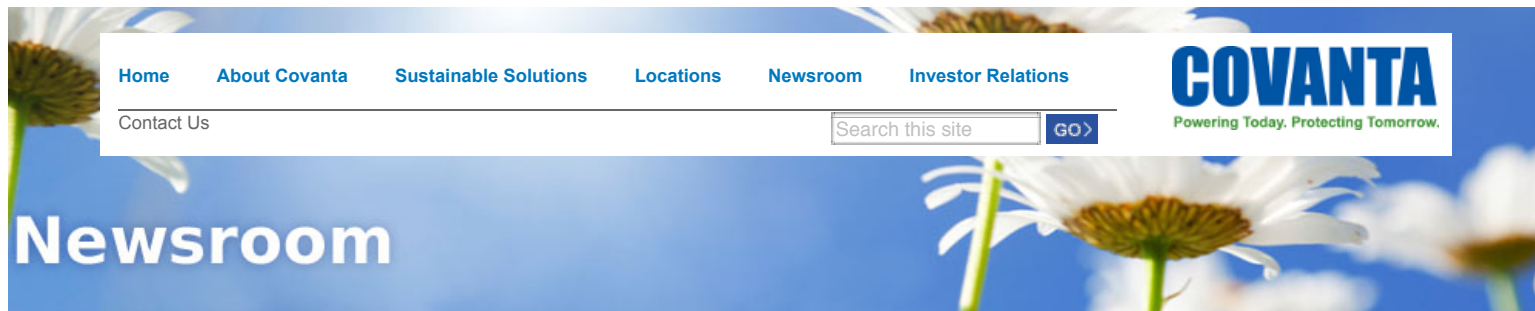 Home About Covanta Sustainable Solutions Locations Newsroom Investor Relations
COVANTA
Powering Today. Protecting Tomorrow.
Contact Us
Search this site GO>
Newsroom